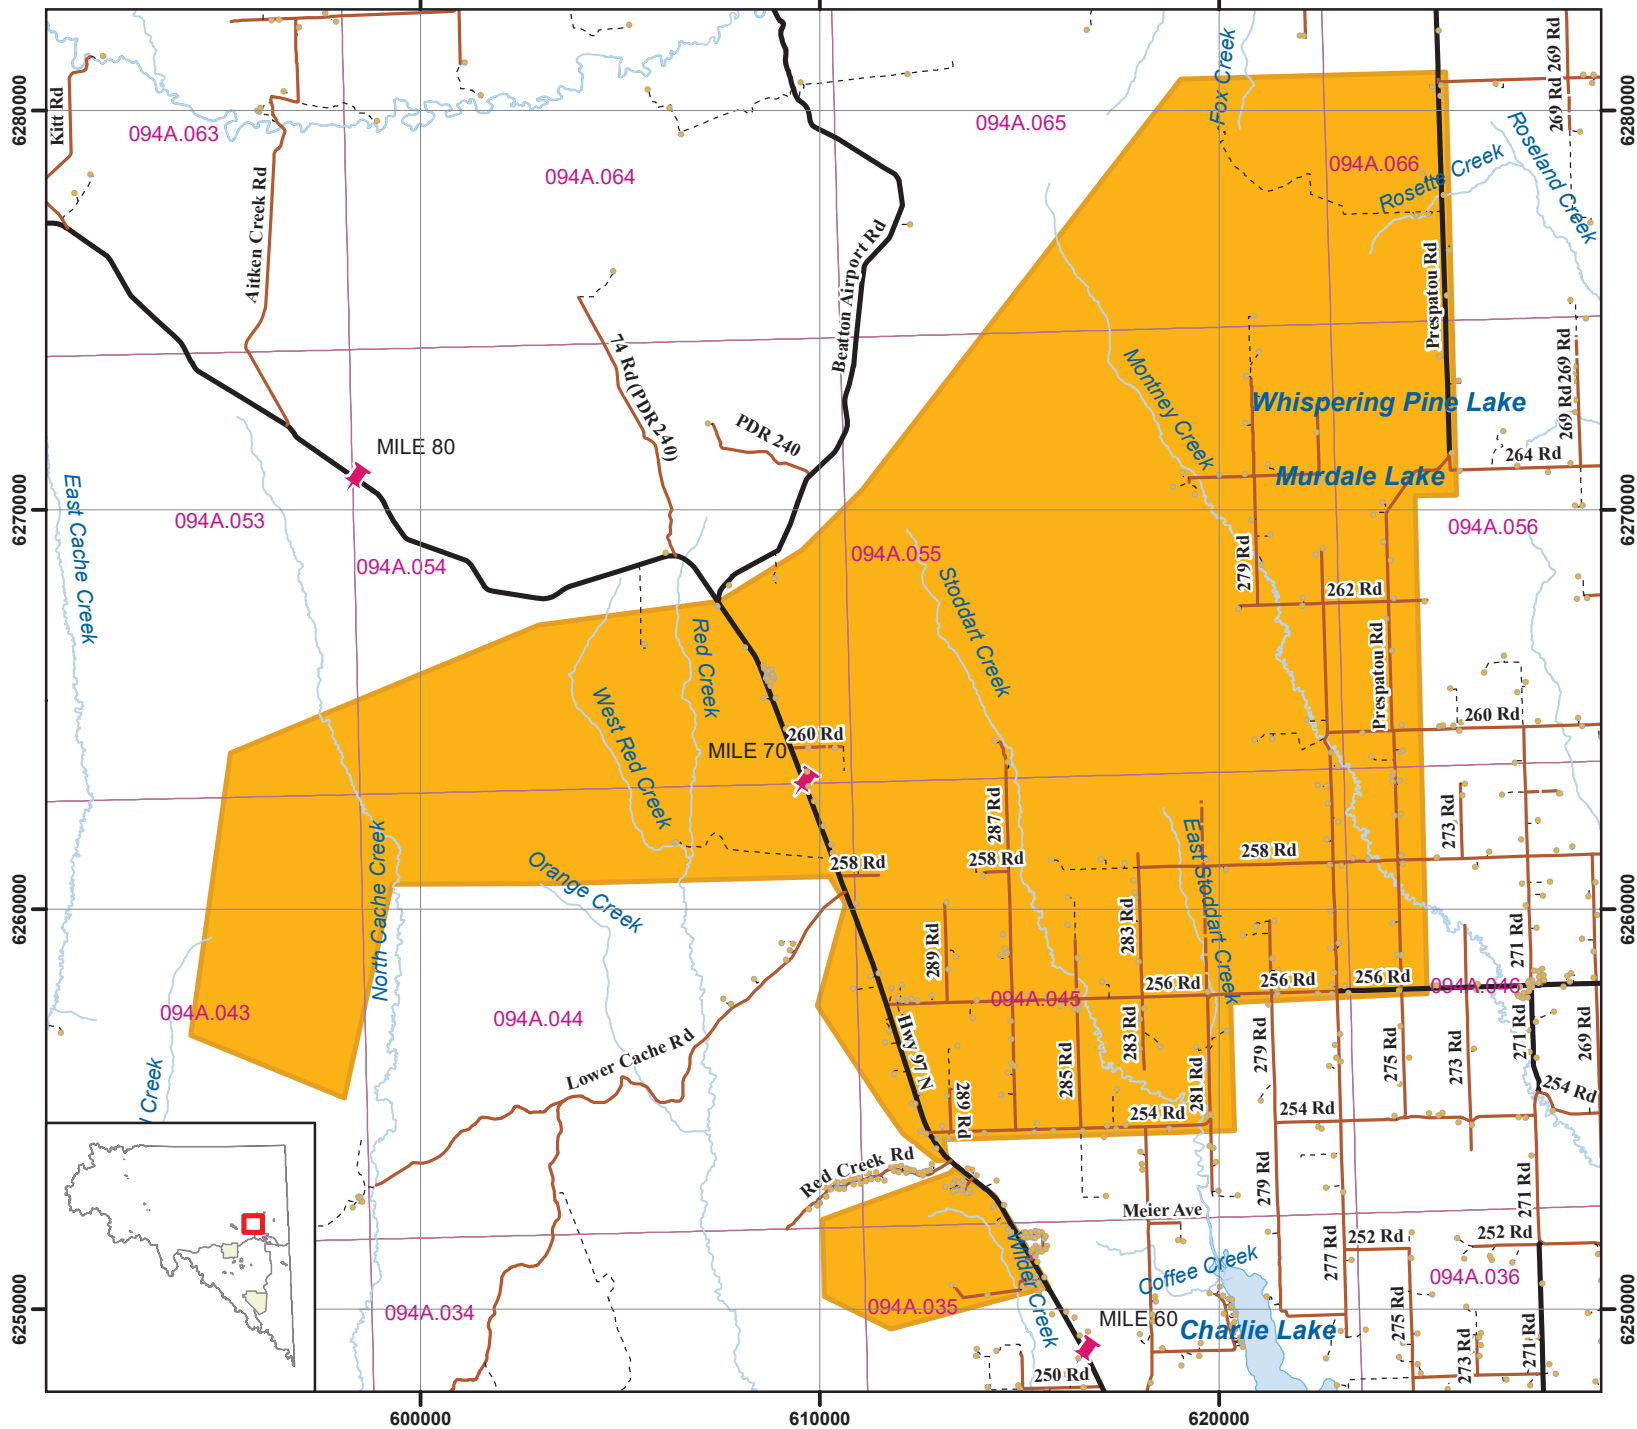 Kitt Rd
094A.063
Aitken Creek Rd
094A.064
Beatton Airport Rd
094A.065
Fox Creek
094A.066
Rosette Creek
Roseland Creek
269 Rd
269 Rd
269 Rd
6280000
6280000
Prespatou Rd
74 Rd (PDR 240)
PDR 240
Montney Creek
Whispering Pine Lake
Murdale Lake
269 Rd
269 Rd
264 Rd
MILE 80
East Cache Creek
094A.053
094A.054
094A.055
094A.056
6270000
6270000
279 Rd
262 Rd
Stoddart Creek
Red Creek
West Red Creek
Prespatou Rd
260 Rd
260 Rd
MILE 70
287 Rd
East Stoddart Creek
273 Rd
258 Rd
258 Rd
258 Rd
Orange Creek
North Cache Creek
6260000
6260000
289 Rd
283 Rd
271 Rd
256 Rd
256 Rd
256 Rd
094A.043
094A.044
094A.045
094A.046
Hwy 97 N
Lower Cache Rd
285 Rd
283 Rd
281 Rd
279 Rd
275 Rd
273 Rd
271 Rd
269 Rd
289 Rd
254 Rd
254 Rd
254 Rd
Creek
Red Creek Rd
279 Rd
271 Rd
Meier Ave
277 Rd
252 Rd
252 Rd
Wilder Creek
Coffee Creek
094A.034
094A.035
094A.036
6250000
6250000
MILE 60
Charlie Lake
275 Rd
273 Rd
271Rd
250 Rd
600000
610000
620000